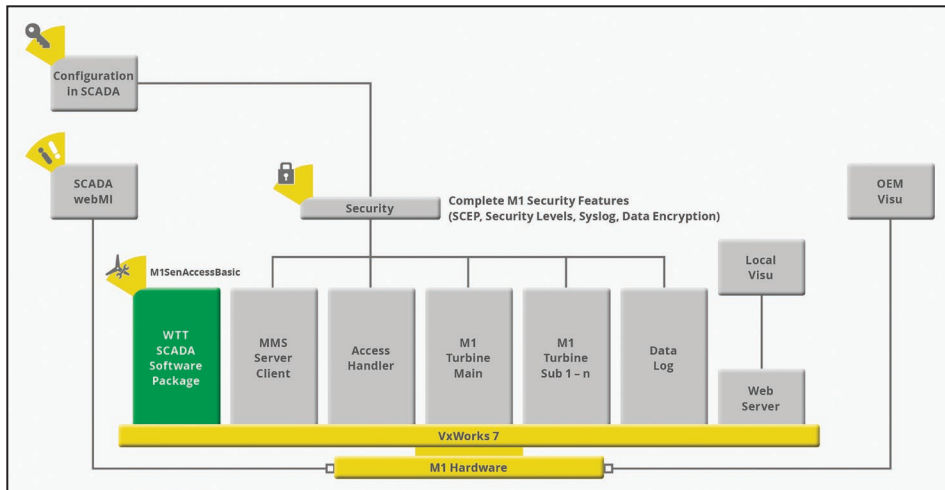 Configuration
in SCADA
SCADA
webMI
Security
Complete M1 Security Features
(SCEP, Security Levels, Syslog, Data Encryption)
OEM
Visu
Local
Visu
M1SenAccessBasic
WTT
SCADA
Software
Package
MMS
Server
Client
Access
Handler
M1
Turbine
Main
M1
Turbine
Sub 1 – n
Data
Log
Web
Server
VxWorks 7
M1 Hardware